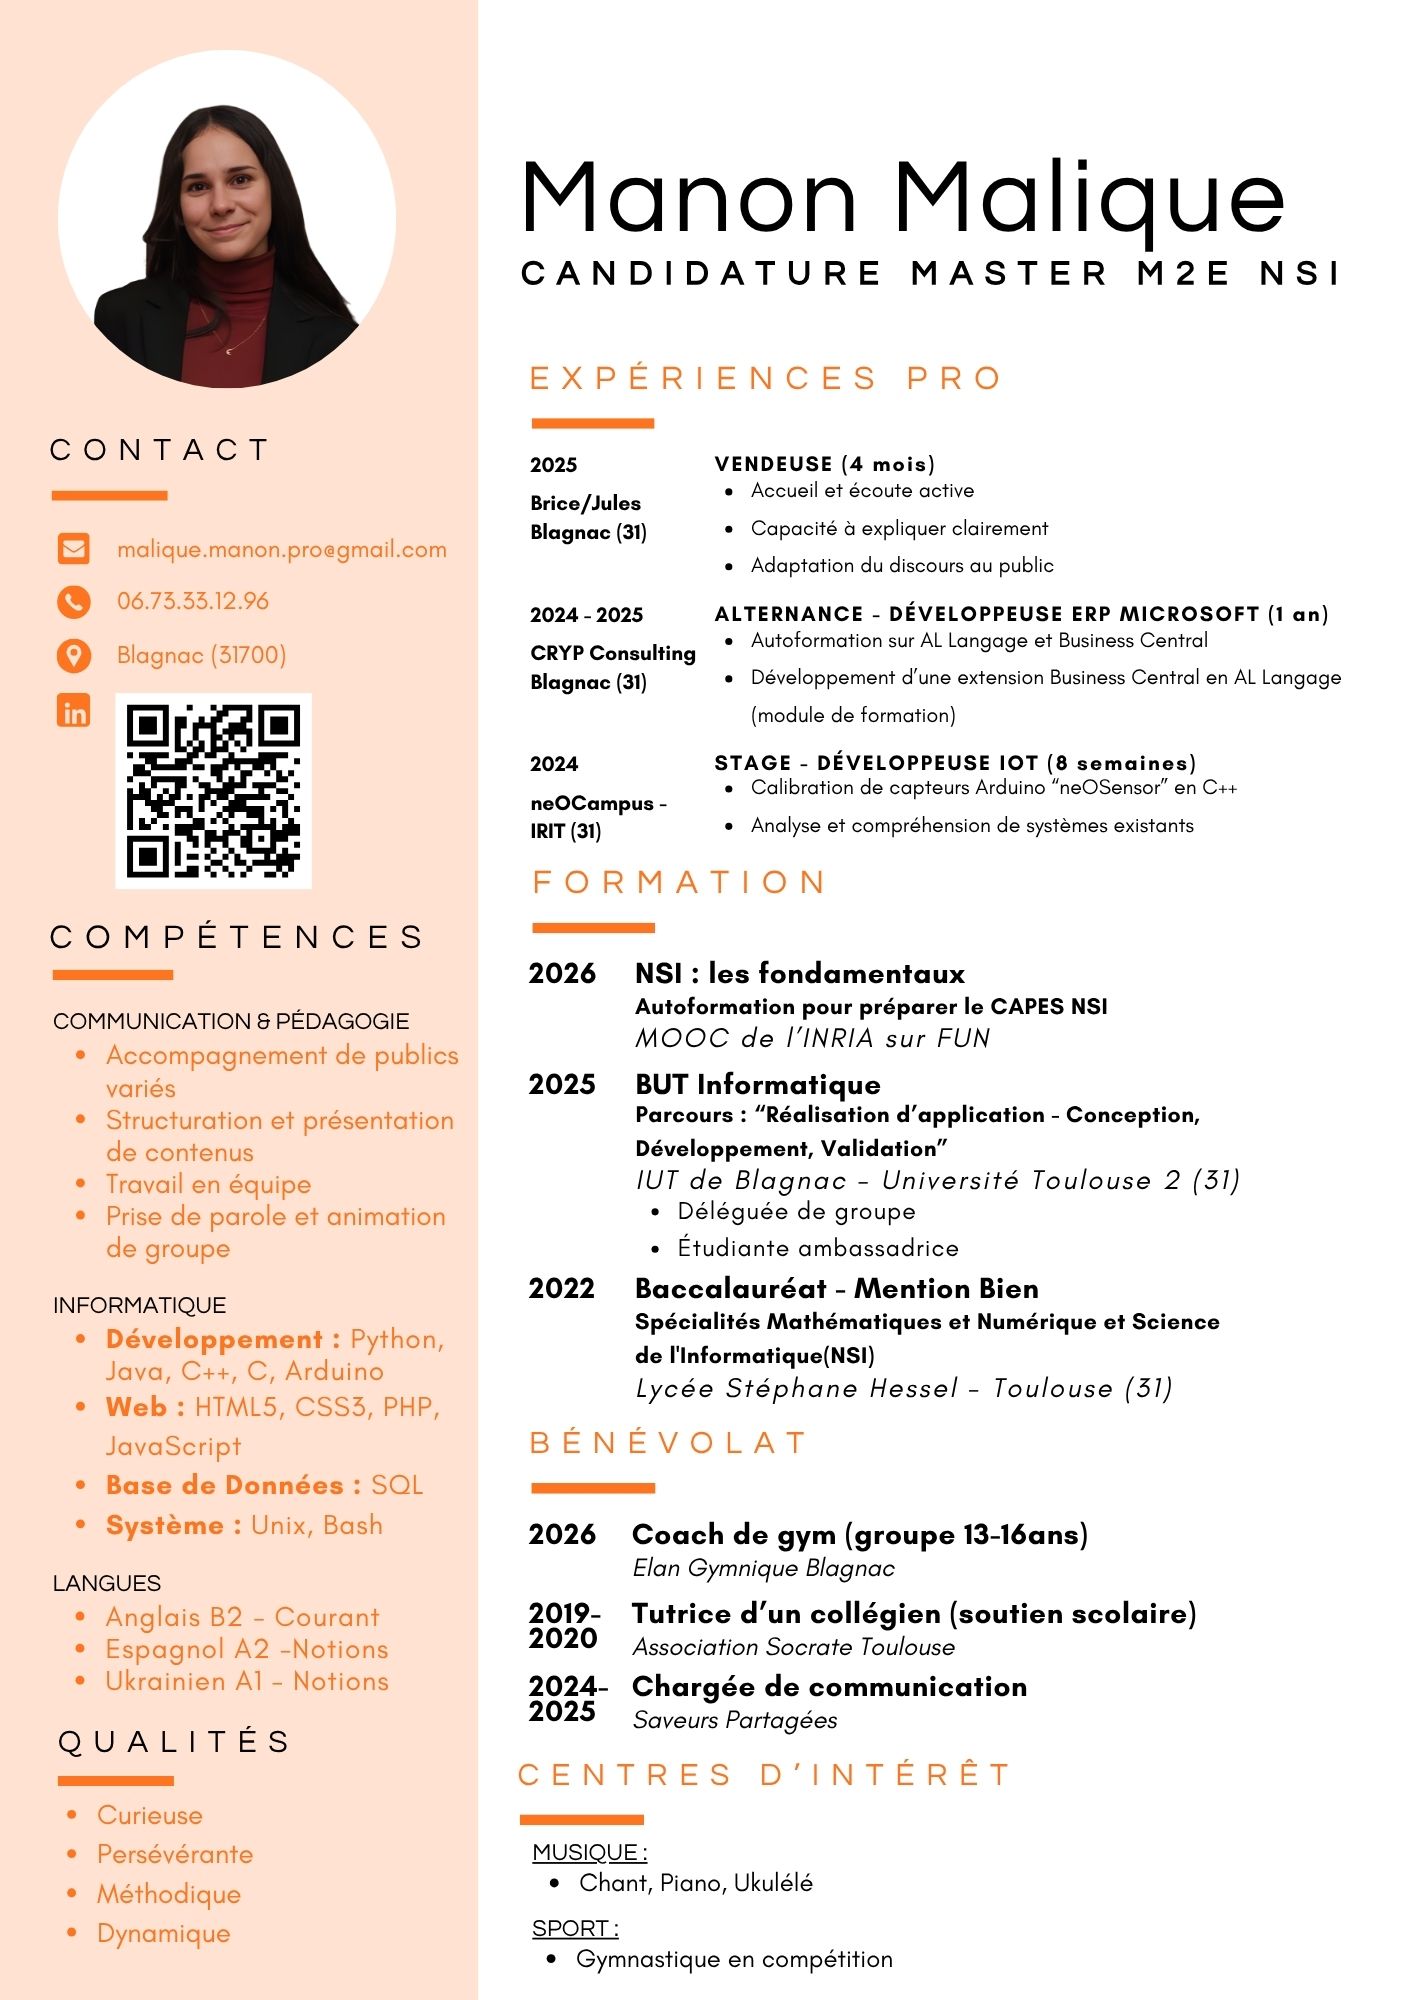 CONTACT
malique.manon.pro@gmail.com
06.73.33.12.96
Blagnac (31700)
in
COMPÉTENCES
COMMUNICATION & PÉDAGOGIE
• Accompagnement de publics
variés
• Structuration et présentation
de contenus
• Travail en équipe
• Prise de parole et animation
de groupe
INFORMATIQUE
• Développement : Python,
Java, C++, C, Arduino
• Web : HTML5, CSS3, PHP,
JavaScript
• Base de Données : SQL
• Système : Unix, Bash
LANGUES
• Anglais B2 - Courant
• Espagnol A2 -Notions
• Ukrainien A1 - Notions
QUALITÉS
• Curieuse
• Persévérante
• Méthodique
• Dynamique
Manon Malique
CANDIDATURE MASTER M2E NSI
EXPÉRIENCES PRO
2025
Brice/Jules
Blagnac (31)
VENDEUSE (4 mois)
• Accueil et écoute active
• Capacité à expliquer clairement
• Adaptation du discours au public
2024 - 2025
CRYP Consulting
Blagnac (31)
ALTERNANCE - DÉVELOPPEUSE ERP MICROSOFT (1 an)
• Autoformation sur AL Langage et Business Central
• Développement d’une extension Business Central en AL Langage
(module de formation)
2024
neOCampus -
IRIT (31)
STAGE - DÉVELOPPEUSE IOT (8 semaines)
• Calibration de capteurs Arduino “neOSensor” en C++
• Analyse et compréhension de systèmes existants
FORMATION
2026 NSI : les fondamentaux
Autoformation pour préparer le CAPES NSI
MOOC de l’INRIA sur FUN
2025 BUT Informatique
Parcours : “Réalisation d’application - Conception,
Développement, Validation”
IUT de Blagnac - Université Toulouse 2 (31)
• Déléguée de groupe
• Étudiante ambassadrice
2022 Baccalauréat - Mention Bien
Spécialités Mathématiques et Numérique et Science
de l'Informatique(NSI)
Lycée Stéphane Hessel - Toulouse (31)
BÉNÉVOLAT
2026 Coach de gym (groupe 13-16ans)
Elan Gymnique Blagnac
2019-
2020
Tutrice d’un collégien (soutien scolaire)
Association Socrate Toulouse
2024-
2025
Chargée de communication
Saveurs Partagées
CENTRES D’INTÉRÊT
MUSIQUE :
• Chant, Piano, Ukulélé
SPORT :
• Gymnastique en compétition